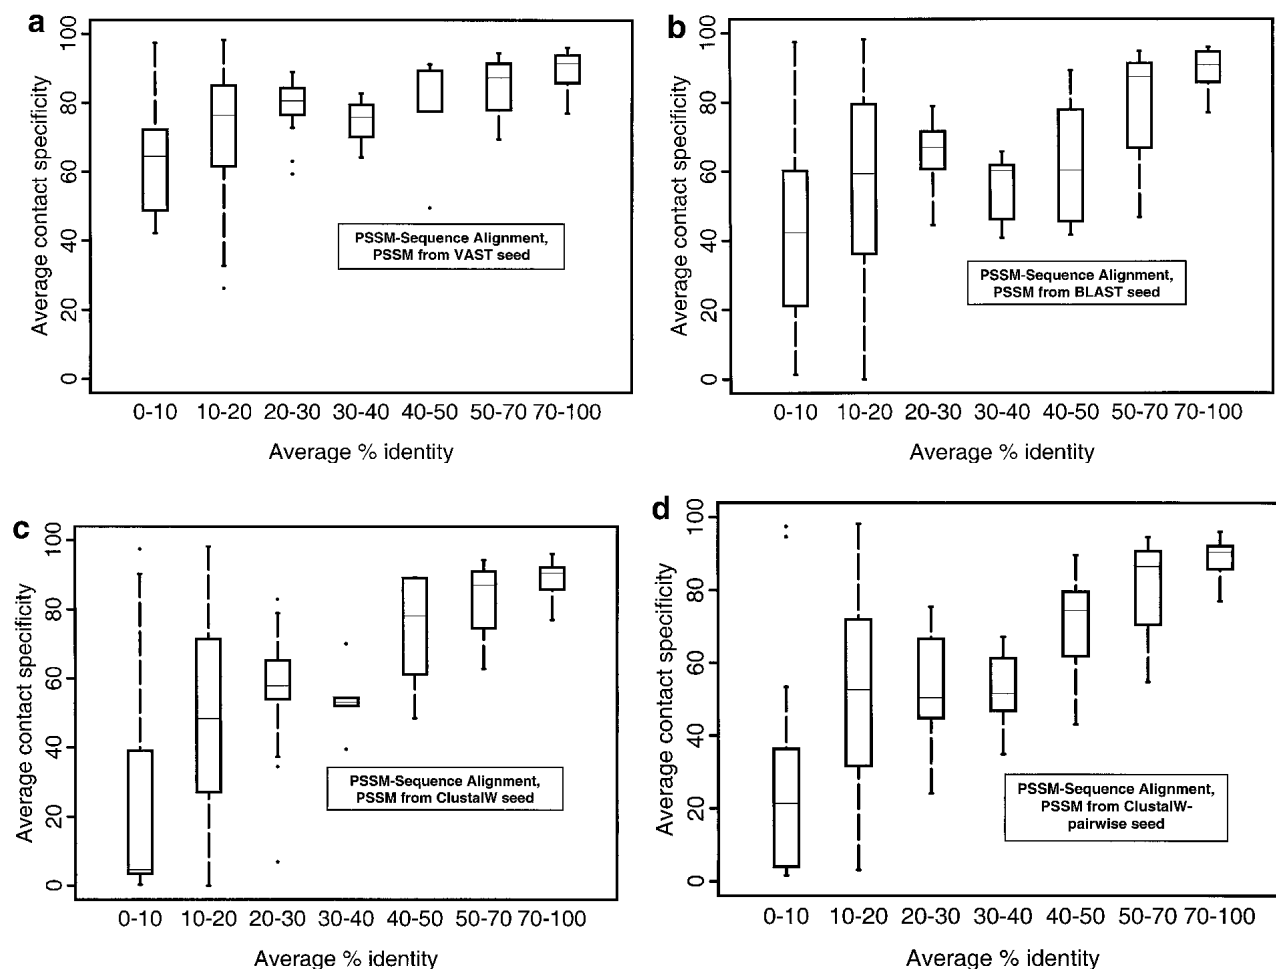 a
Average contact specificity
100
80
60
40
20
0
PSSM-Sequence Alignment,
PSSM from VAST seed
0-10 10-20 20-30 30-40 40-50 50-70 70-100
Average % identity
b
Average contact specificity
100
80
60
40
20
0
PSSM-Sequence Alignment,
PSSM from BLAST seed
0-10 10-20 20-30 30-40 40-50 50-70 70-100
Average % identity
c
Average contact specificity
100
80
60
40
20
0
PSSM-Sequence Alignment,
PSSM from ClustalW seed
0-10 10-20 20-30 30-40 40-50 50-70 70-100
Average % identity
d
Average contact specificity
100
80
60
40
20
0
PSSM-Sequence Alignment,
PSSM from ClustalW-
pairwise seed
0-10 10-20 20-30 30-40 40-50 50-70 70-100
Average % identity